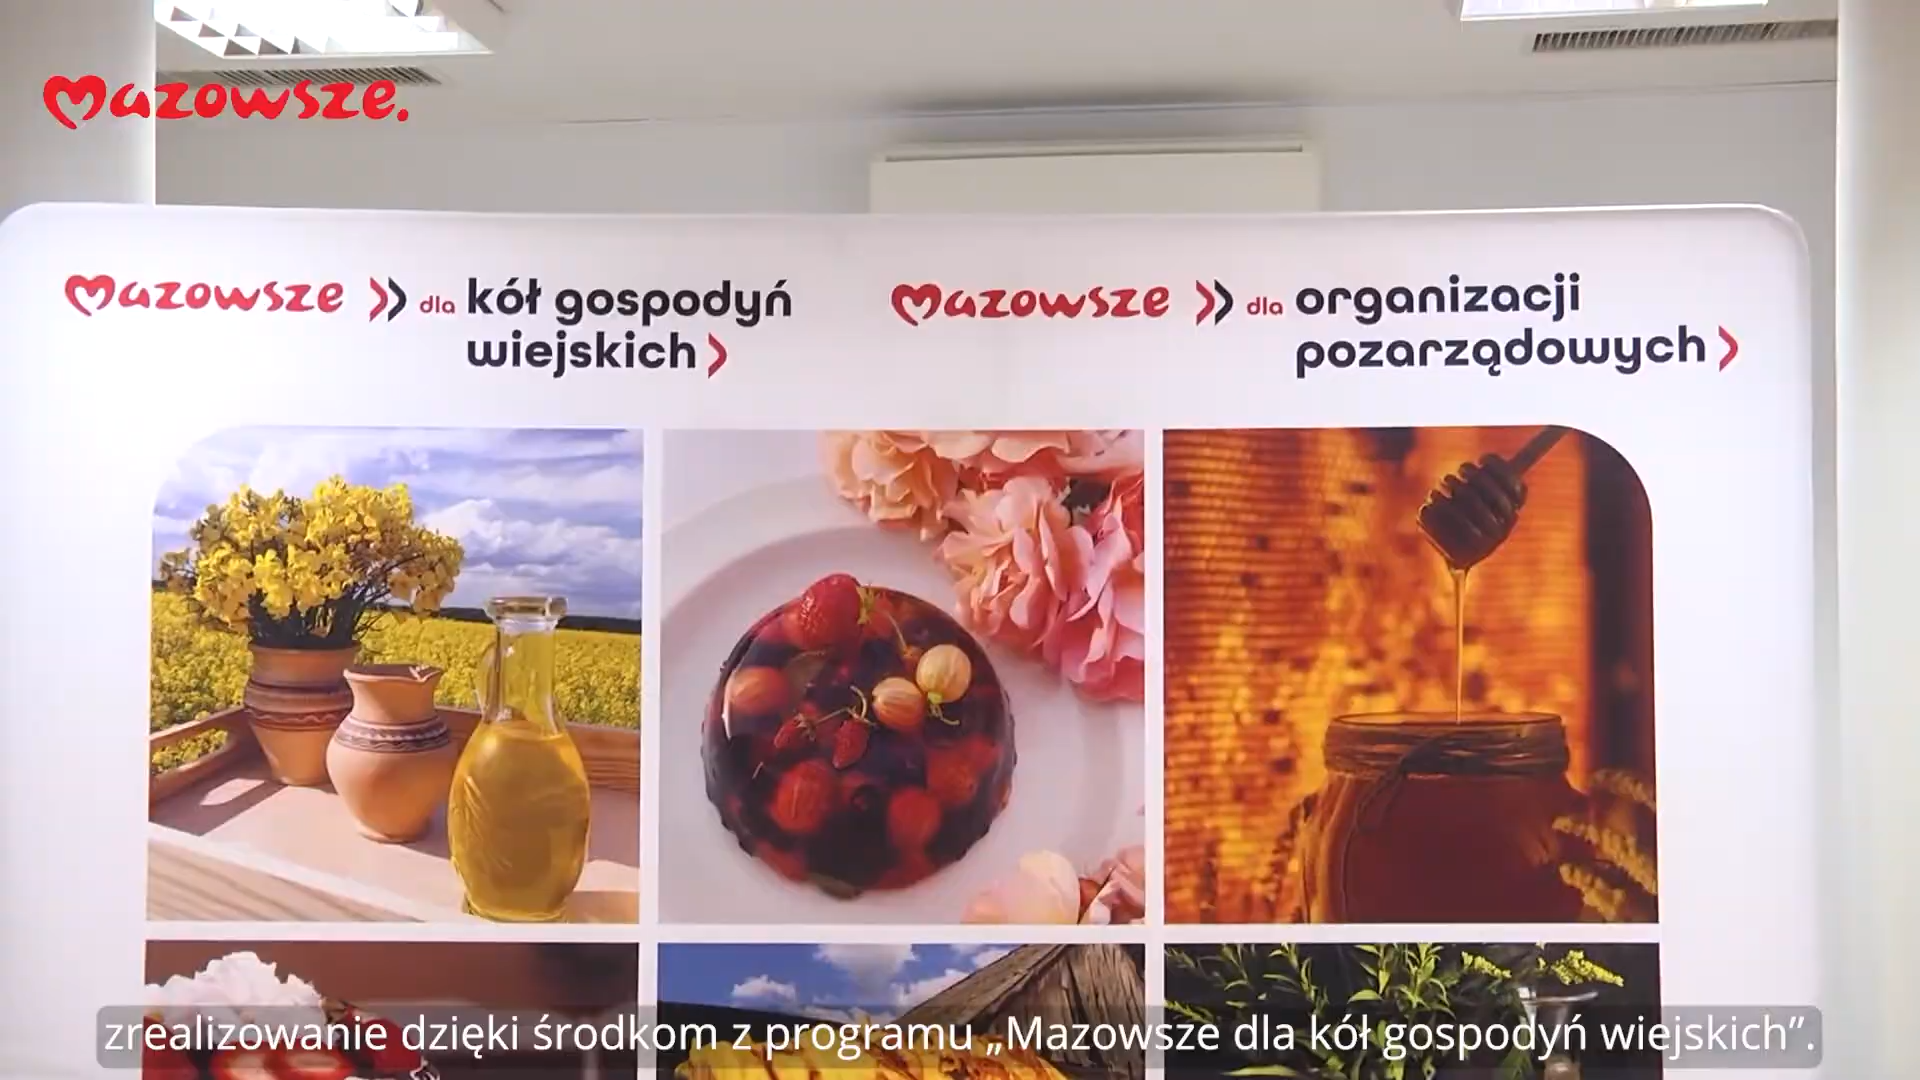 Mazowsze.
Mazowsze dla kół gospodyń
wiejskich
Mazowsze dla organizacji
pozarządowych
zrealizowanie dzięki środkom z programu „Mazowsze dla kół gospodyń wiejskich”.